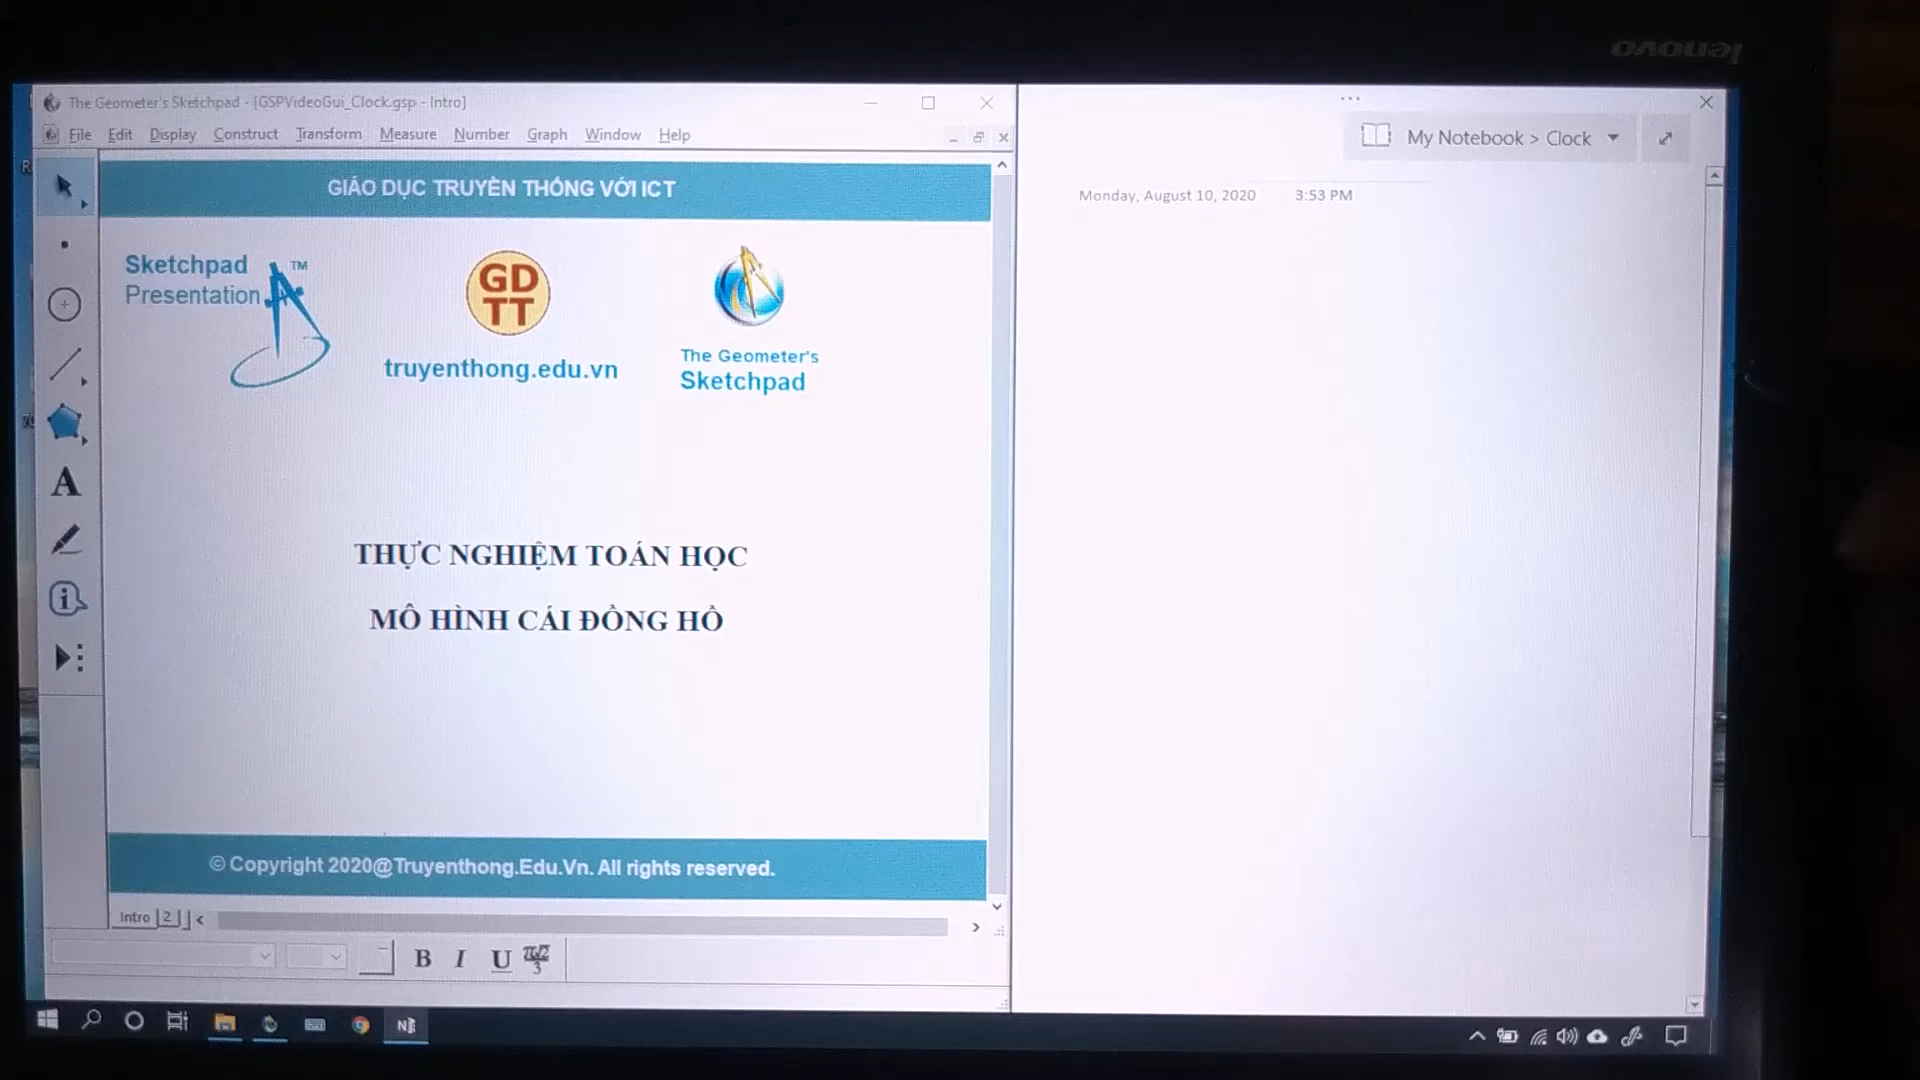 lenovo
The Geometer's Sketchpad - [GSPVideoGui_Clock.gsp - Intro]
File Edit Display Construct Transform Measure Number Graph Window Help
GIÁO DỤC TRUYỀN THỐNG VỚI ICT
Sketchpad TM
Presentation
GD
TT
truyenthong.edu.vn
The Geometer's
Sketchpad
A
THỰC NGHIỆM TOÁN HỌC
MÔ HÌNH CÁI ĐỒNG HỒ
© Copyright 2020@Truyenthong.Edu.Vn. All rights reserved.
Intro 2
B I U
My Notebook > Clock
Monday, August 10, 2020 3:53 PM